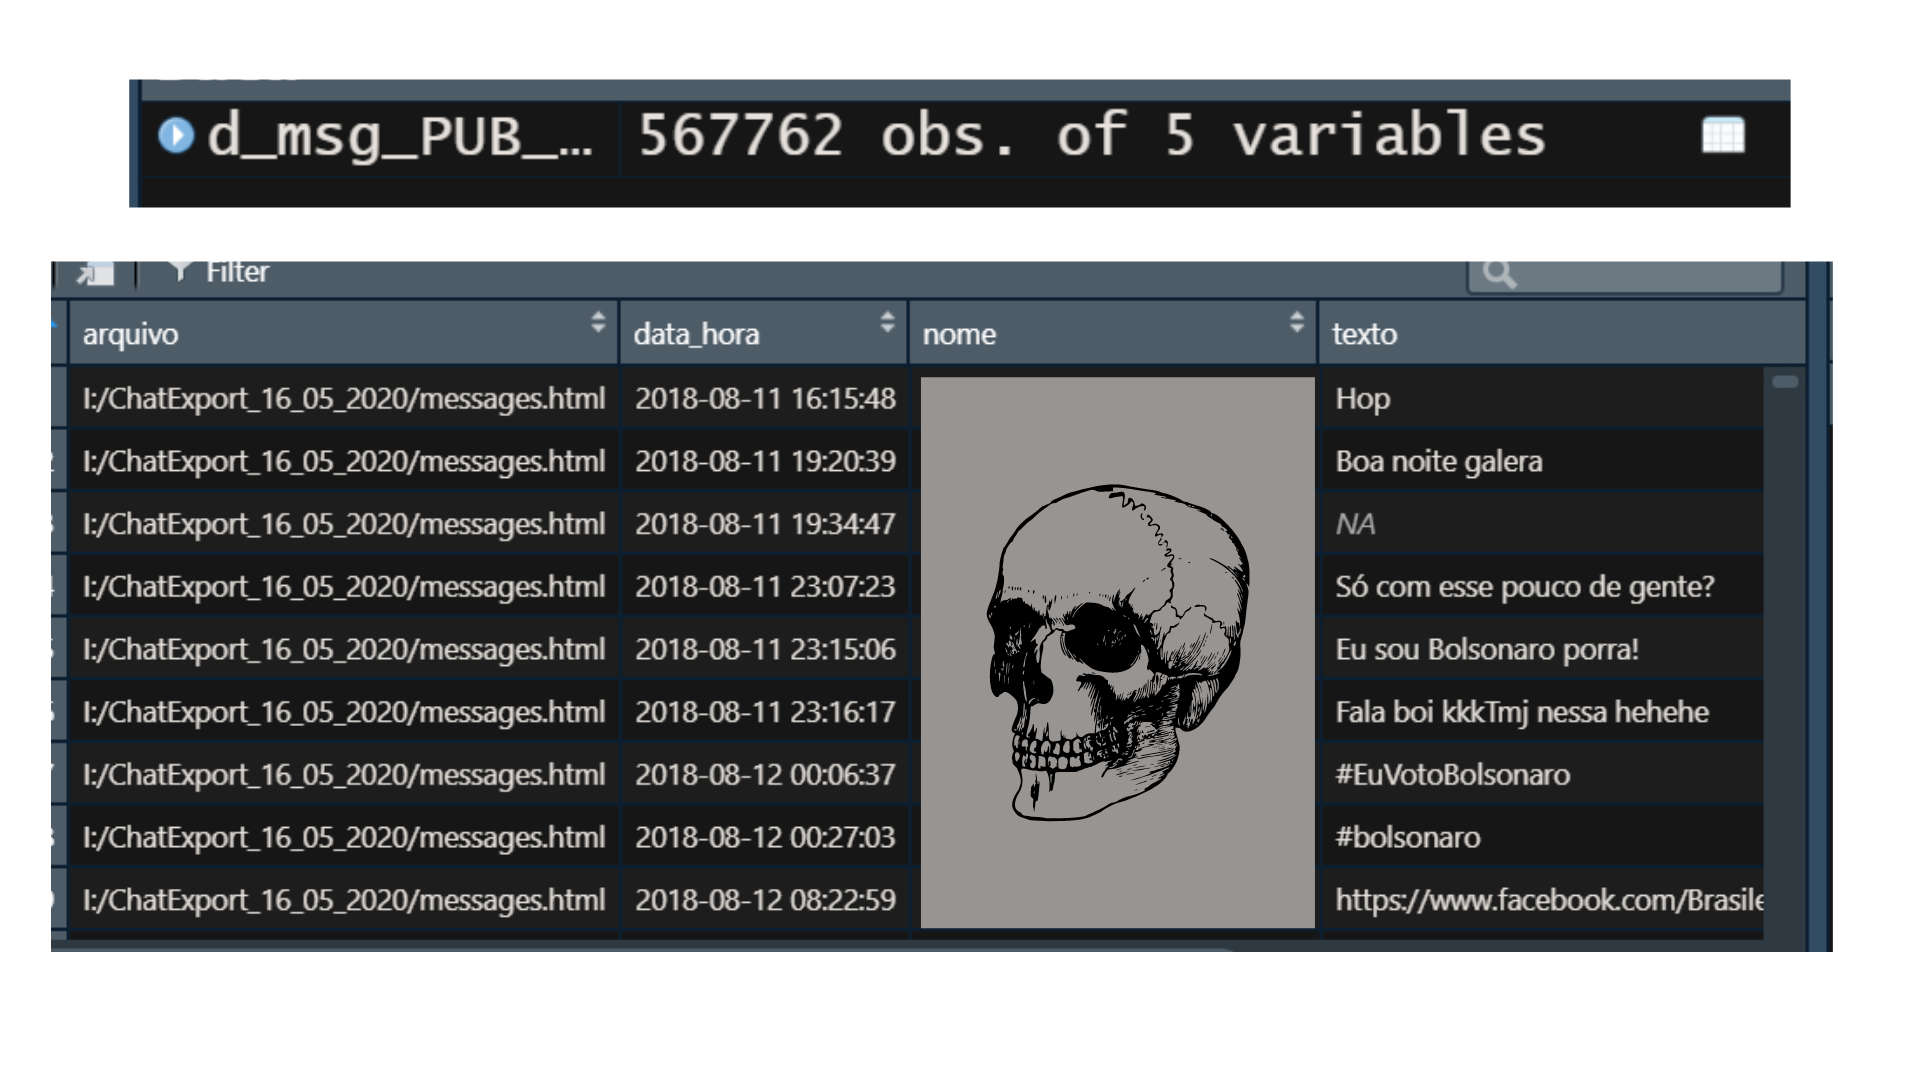 d_msg_PUB_... 567762 obs. of 5 variables
Filter
arquivo data_hora nome texto
I:/ChatExport_16_05_2020/messages.html 2018-08-11 16:15:48 Hop
I:/ChatExport_16_05_2020/messages.html 2018-08-11 19:20:39 Boa noite galera
I:/ChatExport_16_05_2020/messages.html 2018-08-11 19:34:47 NA
I:/ChatExport_16_05_2020/messages.html 2018-08-11 23:07:23 Só com esse pouco de gente?
I:/ChatExport_16_05_2020/messages.html 2018-08-11 23:15:06 Eu sou Bolsonaro porra!
I:/ChatExport_16_05_2020/messages.html 2018-08-11 23:16:17 Fala boi kkkTmj nessa hehehe
I:/ChatExport_16_05_2020/messages.html 2018-08-12 00:06:37 #EuVotoBolsonaro
I:/ChatExport_16_05_2020/messages.html 2018-08-12 00:27:03 #bolsonaro
I:/ChatExport_16_05_2020/messages.html 2018-08-12 08:22:59 https://www.facebook.com/Brasile